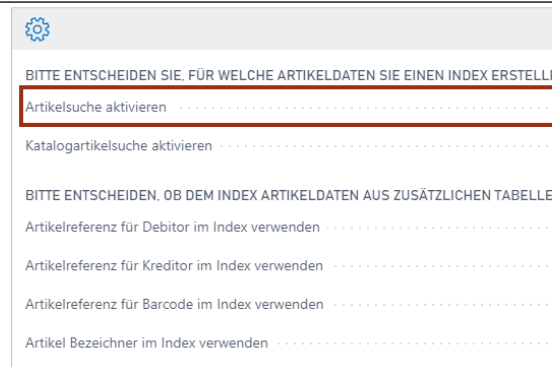 BITTE ENTSCHEIDEN SIE, FÜR WELCHE ARTIKELDATEN SIE EINEN INDEX ERSTELL
Artikelsuche aktivieren
Katalogartikelsuche aktivieren
BITTE ENTSCHEIDEN, OB DEM INDEX ARTIKELDATEN AUS ZUSÄTZLICHEN TABELLE
Artikelreferenz für Debitor im Index verwenden
Artikelreferenz für Kreditor im Index verwenden
Artikelreferenz für Barcode im Index verwenden
Artikel Bezeichner im Index verwenden